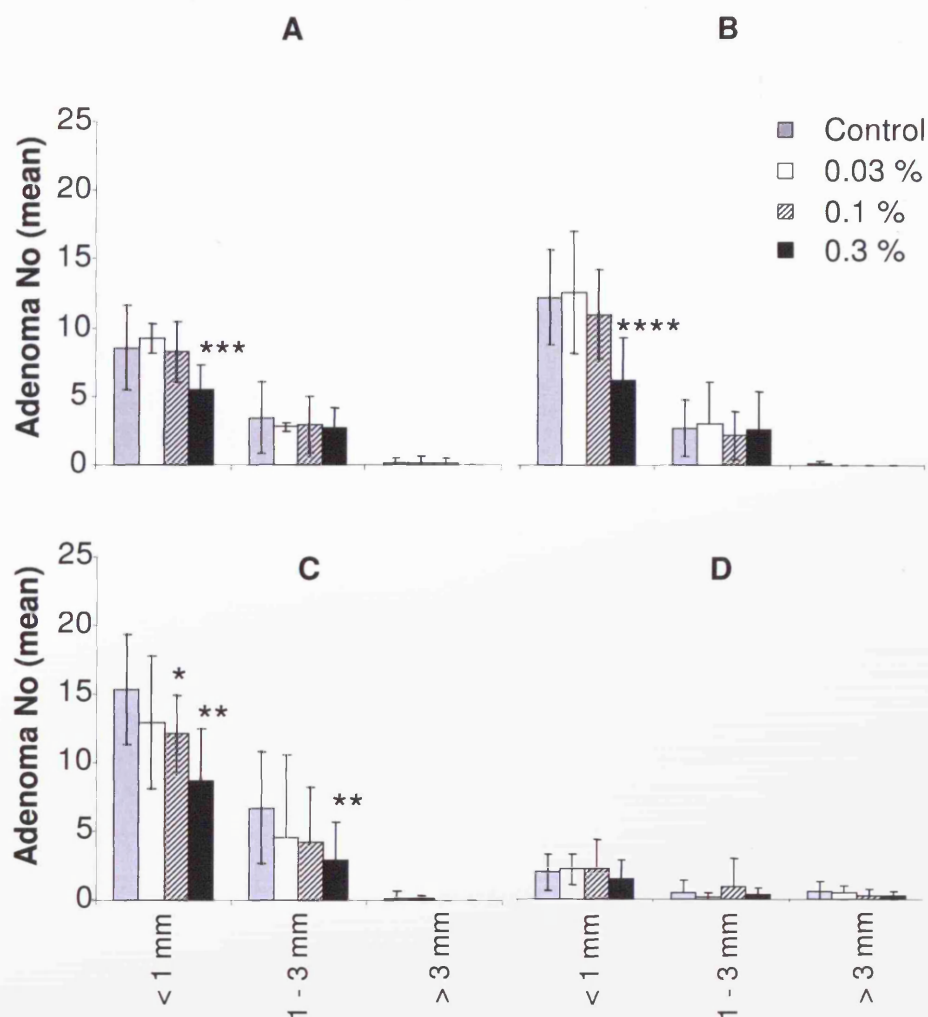 A
B
Adenoma No (mean)
25
20
15
10
5
0
***
****
Control
0.03 %
0.1 %
0.3 %
C
D
Adenoma No (mean)
25
20
15
10
5
0
*
**
**
< 1 mm
1 - 3 mm
> 3 mm
< 1 mm
1 - 3 mm
> 3 mm